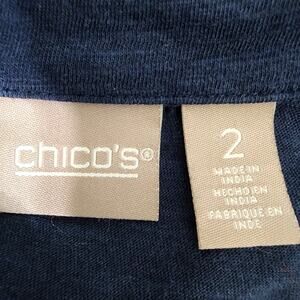 chico's®
2
MADE IN
INDIA
HECHO EN
INDIA
FABRIQUE EN
INDE